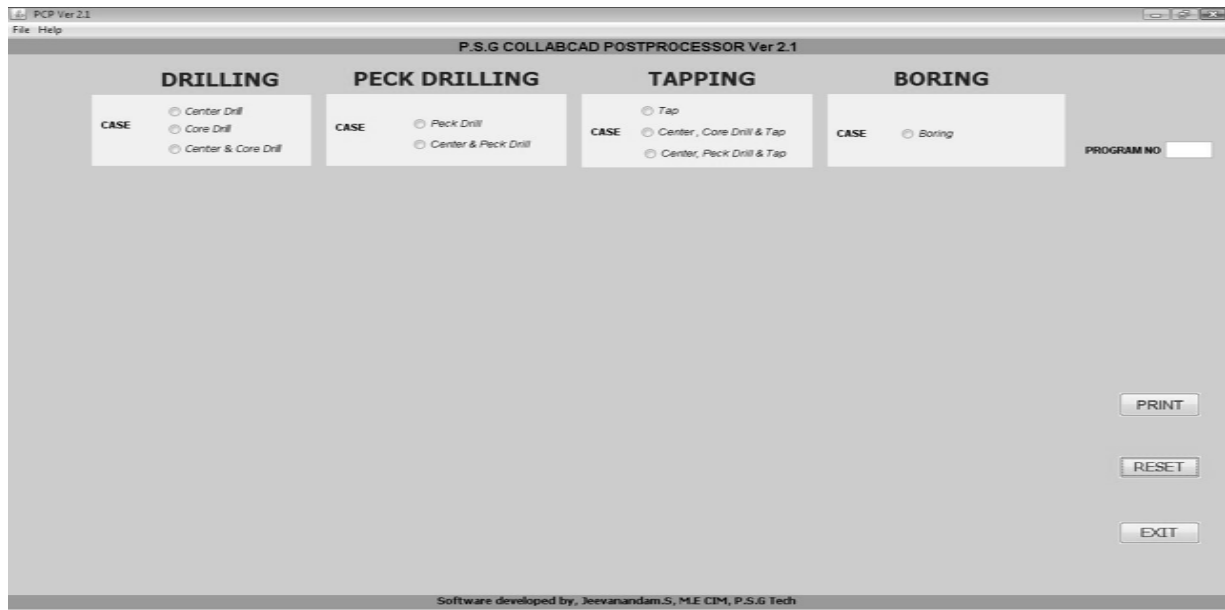 PCP Ver 2.1
File Help
P.S.G COLLABCAD POSTPROCESSOR Ver 2.1
DRILLING
CASE
Center Drill
Core Drill
Center & Core Drill
PECK DRILLING
CASE
Peck Drill
Center & Peck Drill
TAPPING
CASE
Tap
Center , Core Drill & Tap
Center, Peck Drill & Tap
BORING
CASE
Boring
PROGRAM NO
PRINT
RESET
EXIT
Software developed by, Jeevanandam.S, M.E CIM, P.S.G Tech